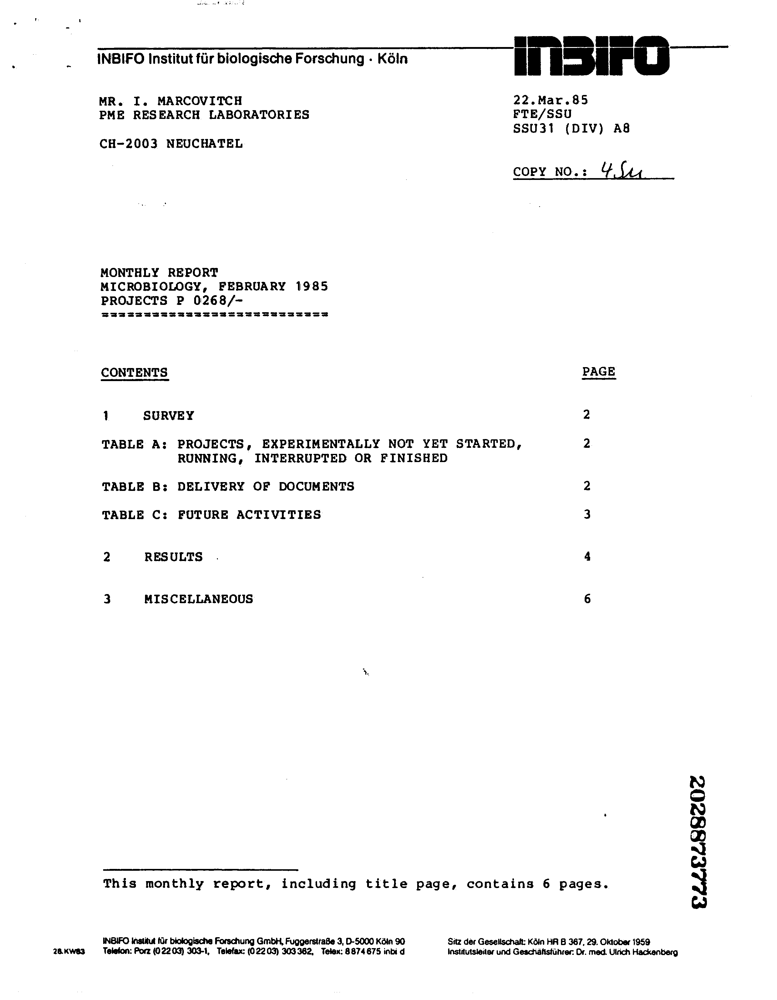 INBIFO Institut für biologische Forschung · Köln
INBIFO
MR. I. MARCOVITCH
PME RESEARCH LABORATORIES
CH-2003 NEUCHATEL
22.Mar.85
FTE/SSU
SSU31 (DIV) A8
COPY NO.: 4.
MONTHLY REPORT
MICROBIOLOGY, FEBRUARY 1985
PROJECTS P 0268/-
===========================
CONTENTS PAGE
1 SURVEY 2
TABLE A: PROJECTS, EXPERIMENTALLY NOT YET STARTED, 2
RUNNING, INTERRUPTED OR FINISHED
TABLE B: DELIVERY OF DOCUMENTS 2
TABLE C: FUTURE ACTIVITIES 3
2 RESULTS 4
3 MISCELLANEOUS 6
2028873773
This monthly report, including title page, contains 6 pages.
28.KW83
INBIFO Institut für biologische Forschung GmbH, Fuggerstraße 3, D-5000 Köln 90
Telefon: Porz (0 22 03) 303-1, Telefax: (0 22 03) 303 362, Telex: 8 874 675 inbi d
Sitz der Gesellschaft: Köln HR B 367, 29. Oktober 1959
Institutsleiter und Geschäftsführer: Dr. med. Ulrich Hackenberg